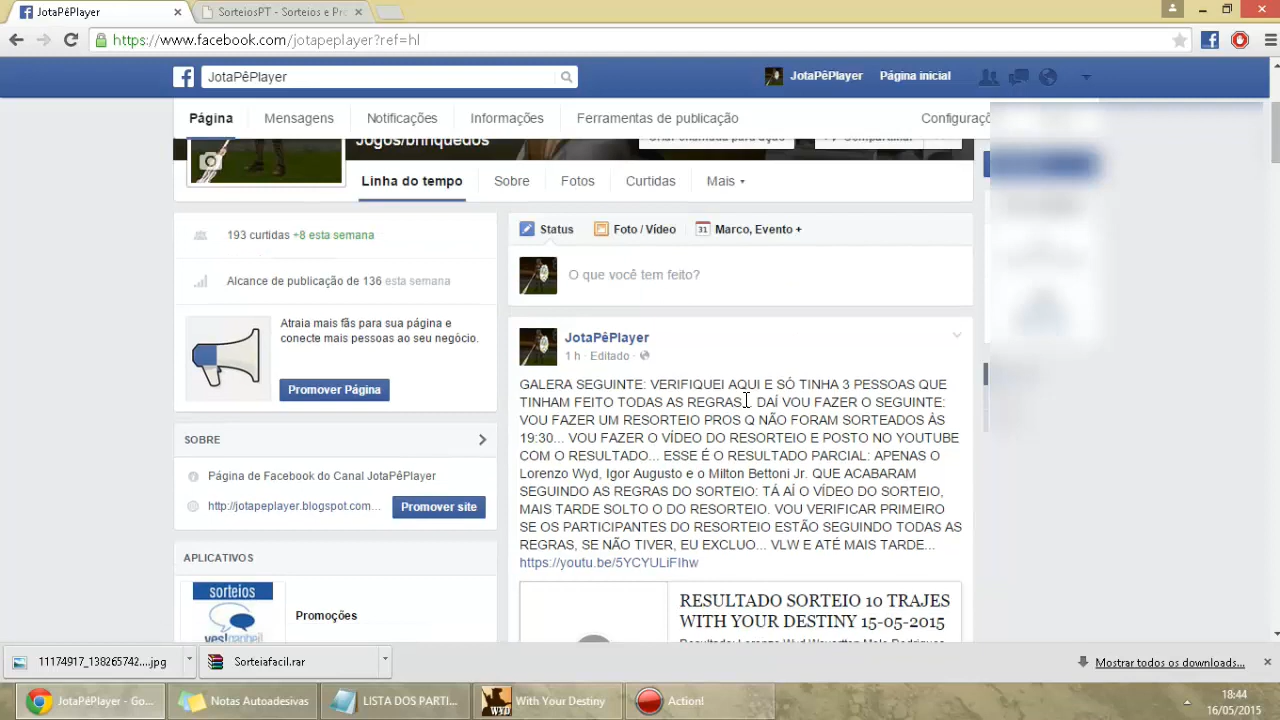 JotaPêPlayer
SorteiosPT - Sorteios e Pr
https://www.facebook.com/jotapeplayer?ref=hl
JotaPêPlayer
JotaPêPlayer
Página inicial
Página
Mensagens
Notificações
Informações
Ferramentas de publicação
Configuraçõ
Jogos/brinquedos
Linha do tempo
Sobre
Fotos
Curtidas
Mais
193 curtidas +8 esta semana
Alcance de publicação de 136 esta semana
Atraia mais fãs para sua página e
conecte mais pessoas ao seu negócio.
Promover Página
SOBRE
Página de Facebook do Canal JotaPêPlayer
http://jotapeplayer.blogspot.com...
Promover site
APLICATIVOS
sorteios
yes!ganhei
Promoções
Status
Foto / Vídeo
31
Marco, Evento +
O que você tem feito?
JotaPêPlayer
1 h · Editado ·
GALERA SEGUINTE: VERIFIQUEI AQUI E SÓ TINHA 3 PESSOAS QUE
TINHAM FEITO TODAS AS REGRAS... DAÍ VOU FAZER O SEGUINTE:
VOU FAZER UM RESORTEIO PROS Q NÃO FORAM SORTEADOS ÀS
19:30... VOU FAZER O VÍDEO DO RESORTEIO E POSTO NO YOUTUBE
COM O RESULTADO... ESSE É O RESULTADO PARCIAL: APENAS O
Lorenzo Wyd, Igor Augusto e o Milton Bettoni Jr. QUE ACABARAM
SEGUINDO AS REGRAS DO SORTEIO: TÁ AÍ O VÍDEO DO SORTEIO,
MAIS TARDE SOLTO O DO RESORTEIO. VOU VERIFICAR PRIMEIRO
SE OS PARTICIPANTES DO RESORTEIO ESTÃO SEGUINDO TODAS AS
REGRAS, SE NÃO TIVER, EU EXCLUO... VLW E ATÉ MAIS TARDE...
https://youtu.be/5YCYULiFIhw
RESULTADO SORTEIO 10 TRAJES
WITH YOUR DESTINY 15-05-2015
11174917_138265742....jpg
Sorteiafacil.rar
Mostrar todos os downloads...
JotaPêPlayer - Go...
Notas Autoadesivas
LISTA DOS PARTI...
WYD
With Your Destiny
Action!
18:44
16/05/2015